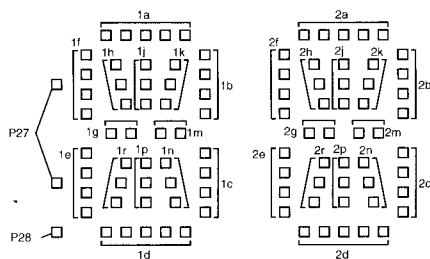 1a 2a
1f 1h 1j 1k 2f 2h 2j 2k
1b 2b
P27 1g 1m 2g 2m
1e 1r 1p 1n 2e 2r 2p 2n
1c 2c
P28
1d 2d